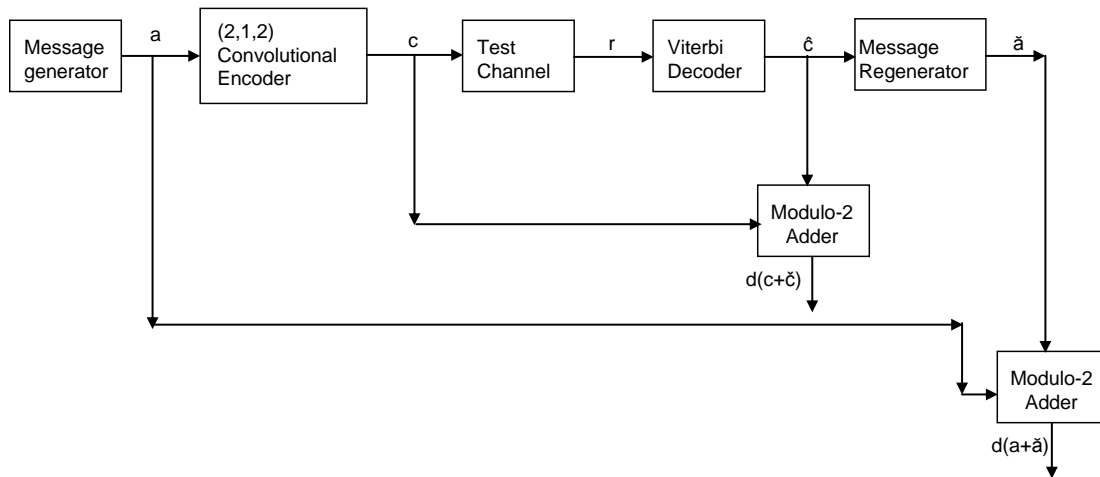 Message
generator
a
(2,1,2)
Convolutional
Encoder
c
Test
Channel
r
Viterbi
Decoder
ĉ
Message
Regenerator
ă
Modulo-2
Adder
d(c+č)
Modulo-2
Adder
d(a+ă)